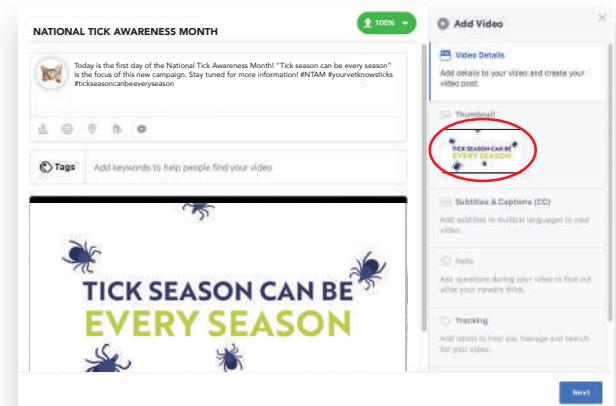 NATIONAL TICK AWARENESS MONTH
100%
Today is the first day of the National Tick Awareness Month! "Tick season can be every season"
is the focus of this new campaign. Stay tuned for more information! #NTAM #yourvetknowsticks
#tickseasoncanbeeveryseason
Tags
Add keywords to help people find your video
TICK SEASON CAN BE
EVERY SEASON
Add Video
Video Details
Add details to your video and create your
video post.
Thumbnail
TICK SEASON CAN BE
EVERY SEASON
Subtitles & Captions (CC)
Add subtitles in multiple languages to your
video.
Polls
Ask questions during your video to find out
what your viewers think.
Tracking
Add labels to help you manage and search
for your video.
Next